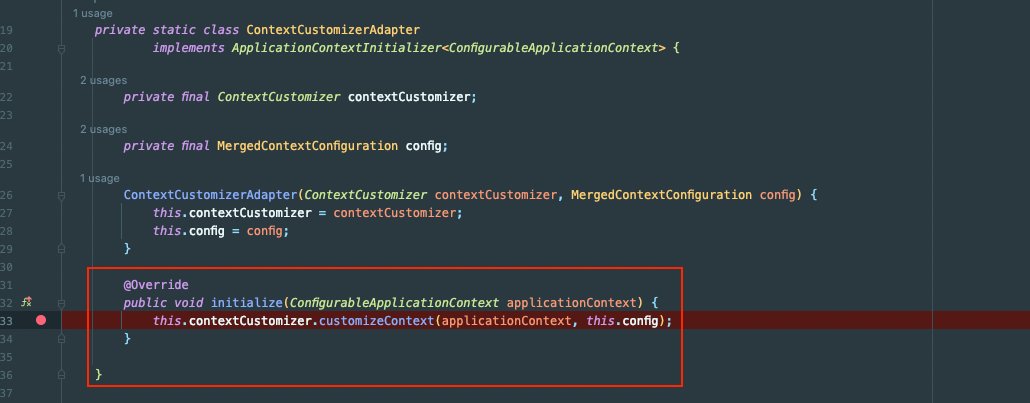 1 usage
19 private static class ContextCustomizerAdapter
20 implements ApplicationContextInitializer<ConfigurableApplicationContext> {
21
2 usages
22 private final ContextCustomizer contextCustomizer;
23
2 usages
24 private final MergedContextConfiguration config;
25
1 usage
26 ContextCustomizerAdapter(ContextCustomizer contextCustomizer, MergedContextConfiguration config) {
27 this.contextCustomizer = contextCustomizer;
28 this.config = config;
29 }
30
31 @Override
32 public void initialize(ConfigurableApplicationContext applicationContext) {
33 this.contextCustomizer.customizeContext(applicationContext, this.config);
34 }
35
36 }
37